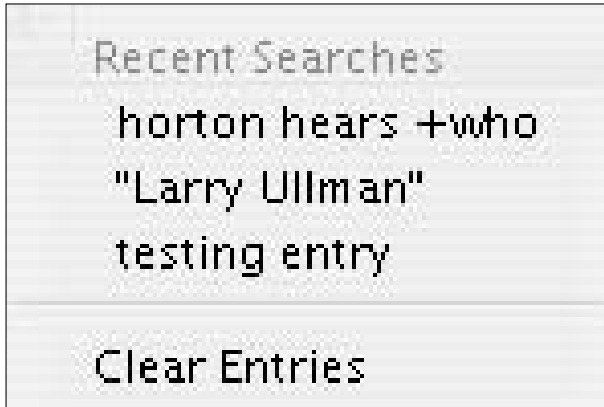 Recent Searches
horton hears +who
"Larry Ullman"
testing entry
Clear Entries